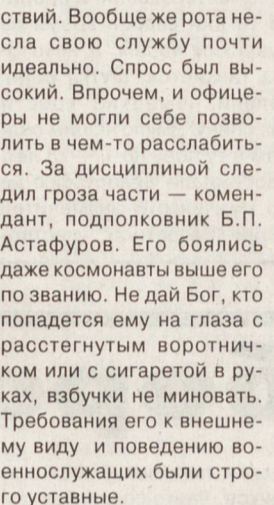 ствий. Вообще же рота не-
сла свою службу почти
идеально. Спрос был вы-
сокий. Впрочем, и офице-
ры не могли себе позво-
лить в чем-то расслабить-
ся. За дисциплиной сле-
дил гроза части — комен-
дант, подполковник Б.П.
Астафуров. Его боялись
даже космонавты выше его
по званию. Не дай Бог, кто
попадется ему на глаза с
расстегнутым воротнич-
ком или с сигаретой в ру-
ках, взбучки не миновать.
Требования его к внешне-
му виду и поведению во-
еннослужащих были стро-
го уставные.